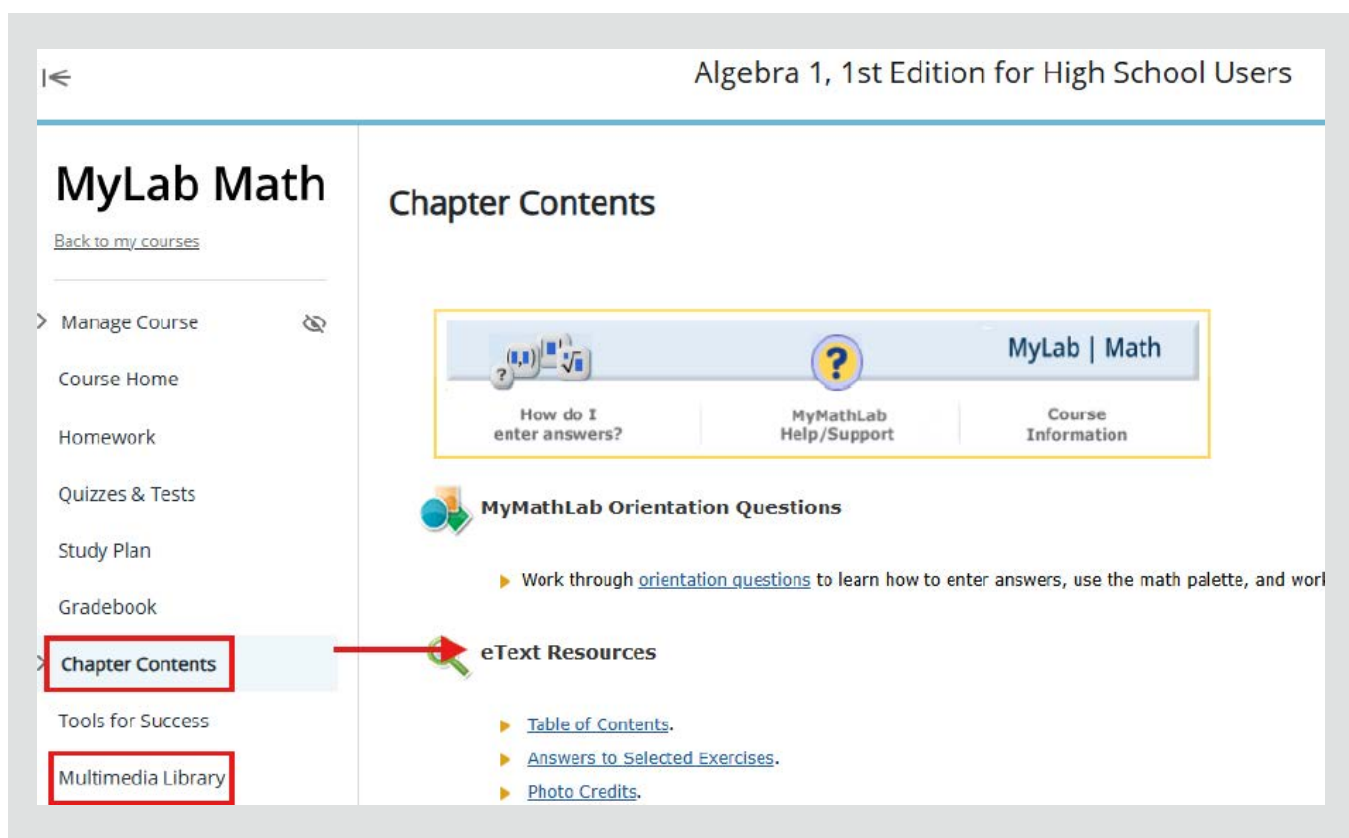 Algebra 1, 1st Edition for High School Users
MyLab Math
Back to my courses
Manage Course
Course Home
Homework
Quizzes & Tests
Study Plan
Gradebook
Chapter Contents
Tools for Success
Multimedia Library
Chapter Contents
MyLab | Math
How do I
enter answers?
MyMathLab
Help/Support
Course
Information
MyMathLab Orientation Questions
Work through orientation questions to learn how to enter answers, use the math palette, and work
eText Resources
Table of Contents.
Answers to Selected Exercises.
Photo Credits.